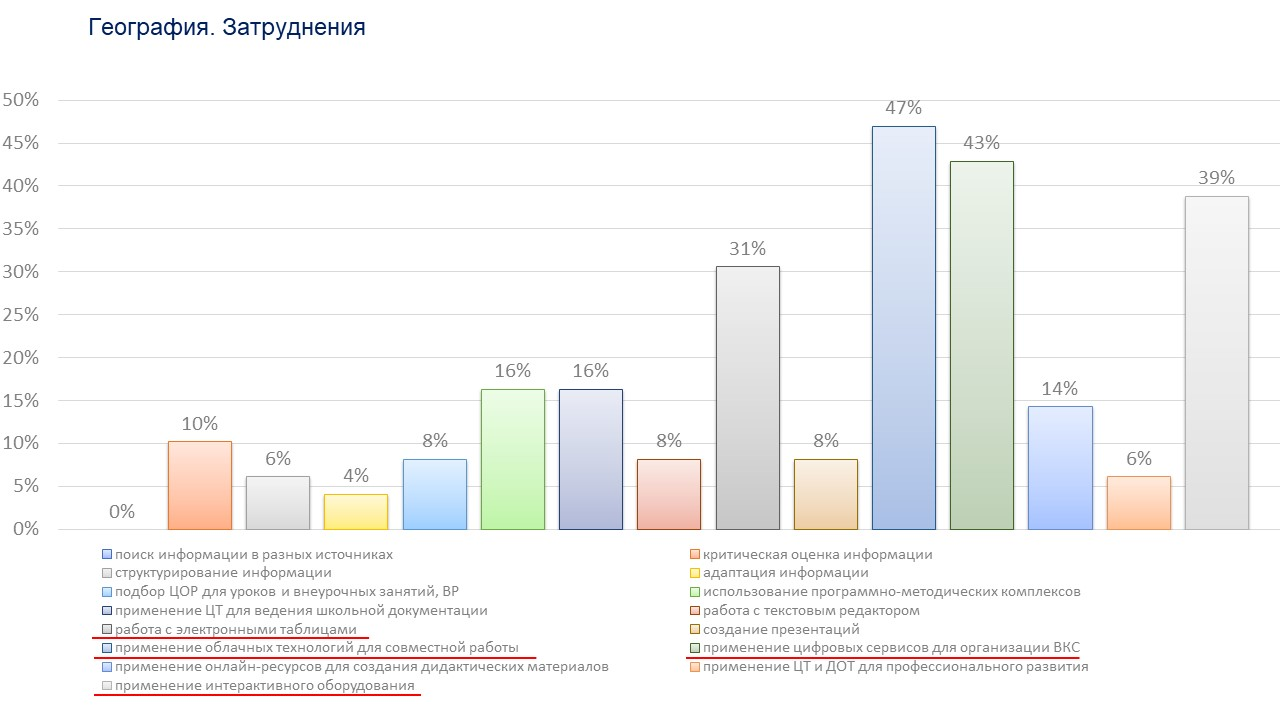 География. Затруднения
50%
45%
40%
35%
30%
25%
20%
15%
10%
5%
0%
0%
10%
6%
4%
8%
16%
16%
8%
31%
8%
47%
43%
14%
6%
39%
поиск информации в разных источниках
критическая оценка информации
структурирование информации
адаптация информации
подбор ЦОР для уроков и внеурочных занятий, ВР
использование программно-методических комплексов
применение ЦТ для ведения школьной документации
работа с текстовым редактором
работа с электронными таблицами
создание презентаций
применение облачных технологий для совместной работы
применение цифровых сервисов для организации ВКС
применение онлайн-ресурсов для создания дидактических материалов
применение ЦТ и ДОТ для профессионального развития
применение интерактивного оборудования